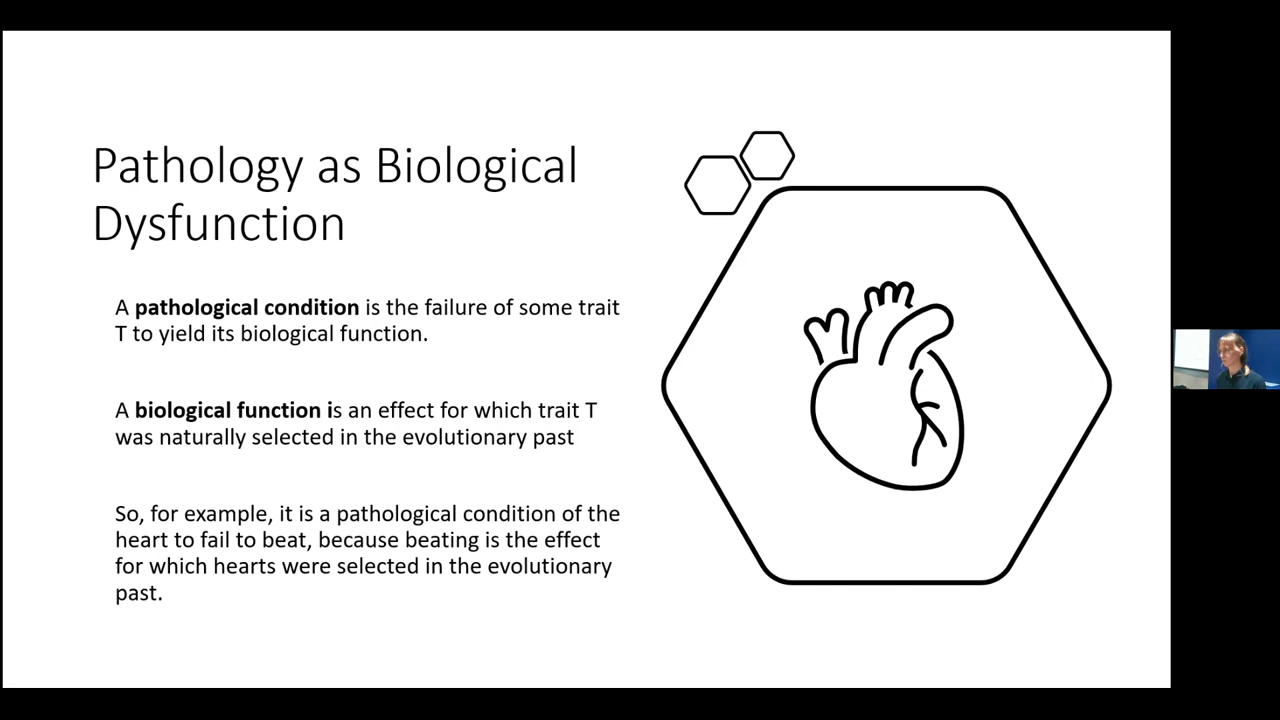 Pathology as Biological
Dysfunction
A pathological condition is the failure of some trait
T to yield its biological function.
A biological function is an effect for which trait T
was naturally selected in the evolutionary past
So, for example, it is a pathological condition of the
heart to fail to beat, because beating is the effect
for which hearts were selected in the evolutionary
past.